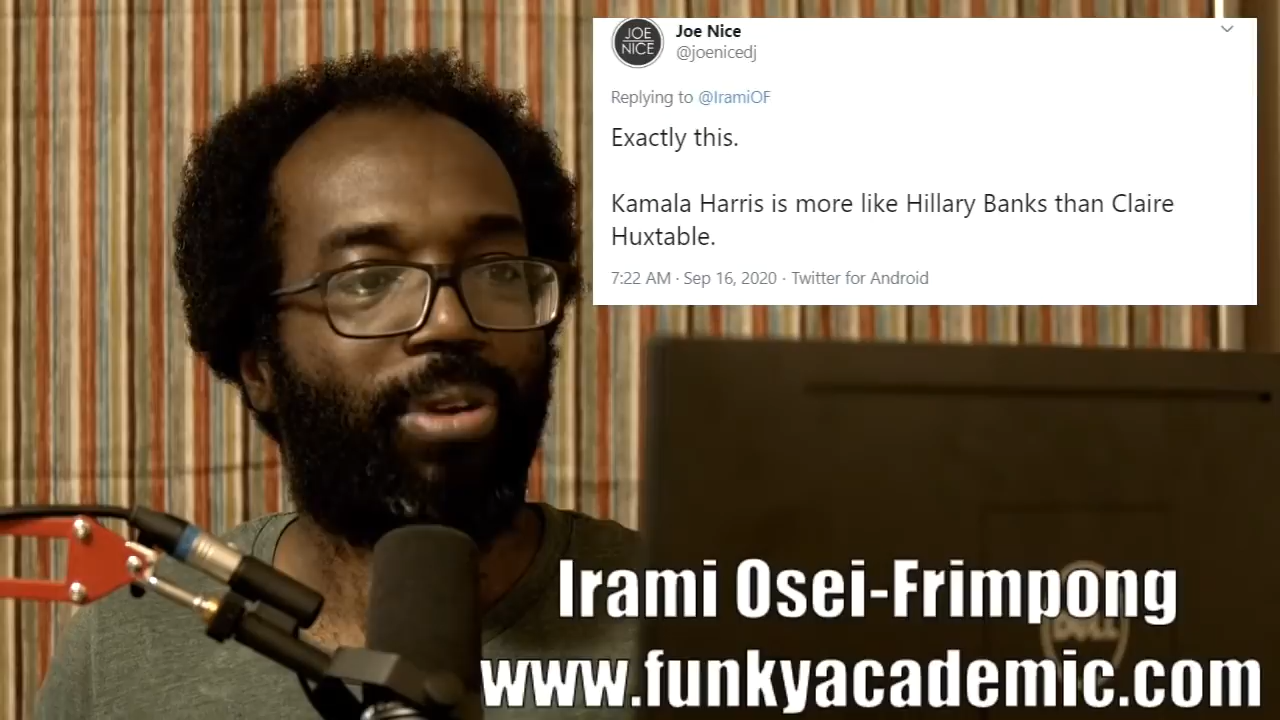 JOE
NICE
Joe Nice
@joenicedj
Replying to @IramiOF
Exactly this.
Kamala Harris is more like Hillary Banks than Claire
Huxtable.
7:22 AM · Sep 16, 2020 · Twitter for Android
Irami Osei-Frimpong
DELL
www.funkyacademic.com